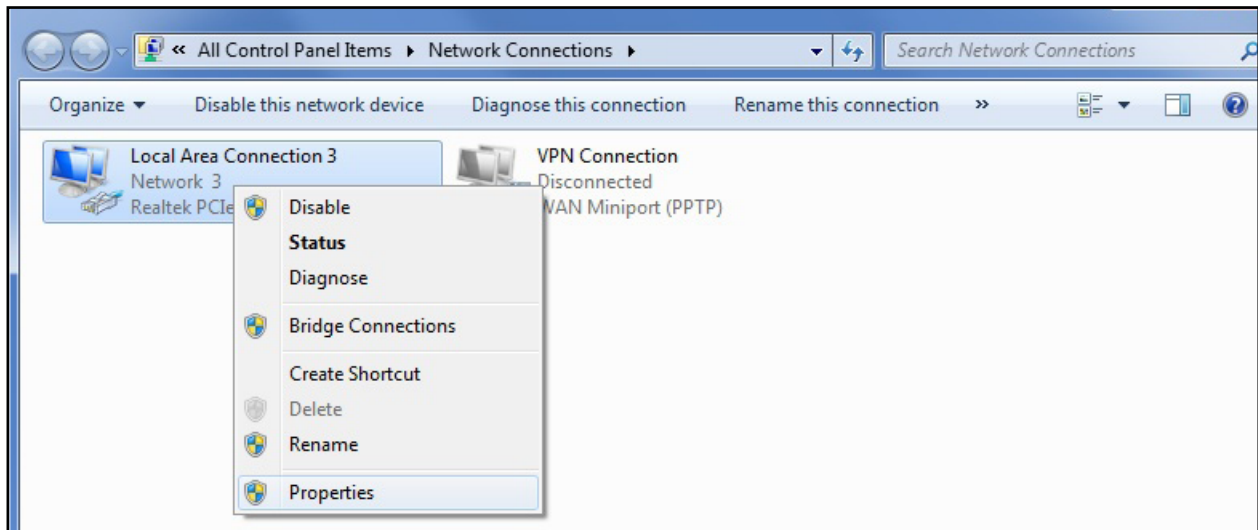 « All Control Panel Items ▸ Network Connections ▸ Search Network Connections
Organize ▾ Disable this network device Diagnose this connection Rename this connection »
Local Area Connection 3
Network 3
Realtek PCIe
VPN Connection
Disconnected
WAN Miniport (PPTP)
Disable
Status
Diagnose
Bridge Connections
Create Shortcut
Delete
Rename
Properties